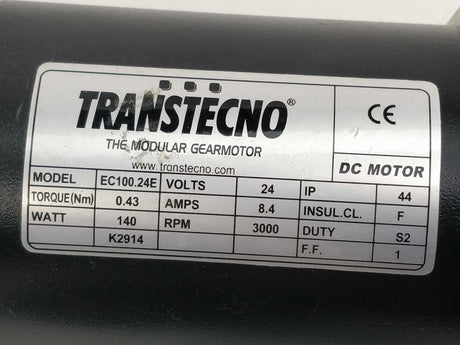 TRANSTECNO®
THE MODULAR GEARMOTOR
www.transtecno.com
CE
DC MOTOR
MODEL EC100.24E VOLTS 24 IP 44
TORQUE(Nm) 0.43 AMPS 8.4 INSUL.CL. F
WATT 140 RPM 3000 DUTY S2
K2914 F.F. 1